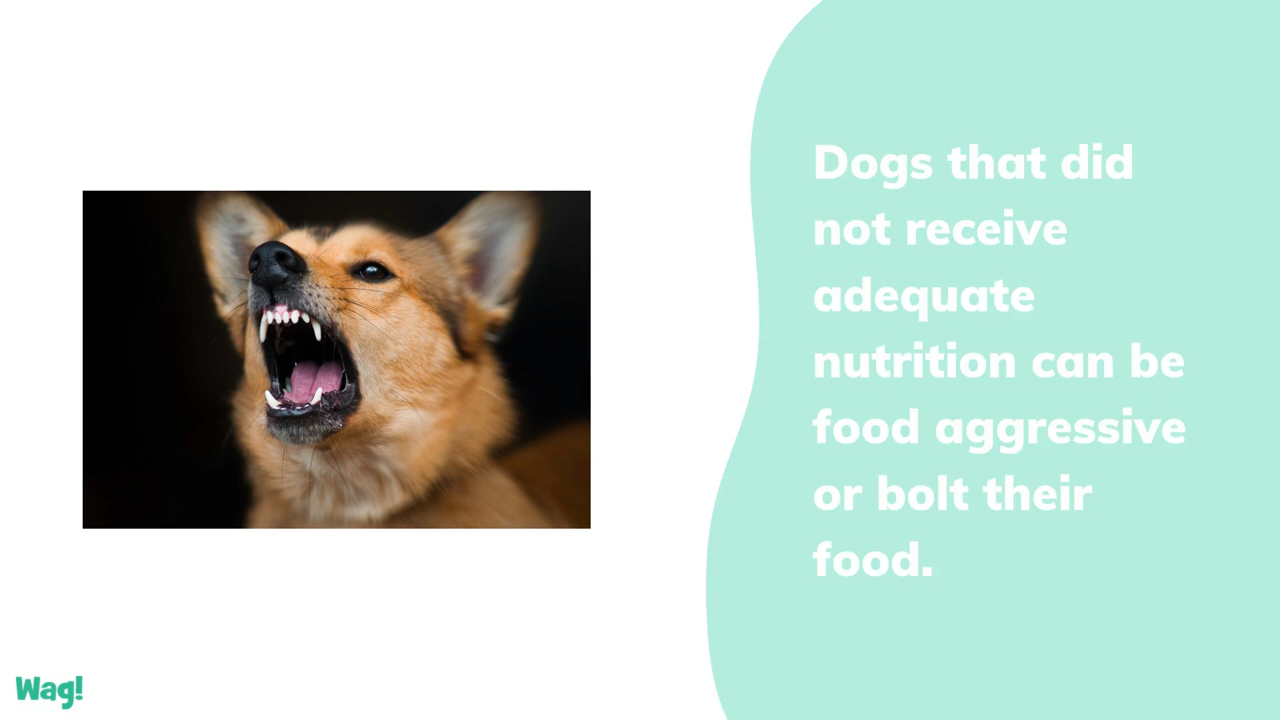 Dogs that did
not receive
adequate
nutrition can be
food aggressive
or bolt their
food.
Wag!